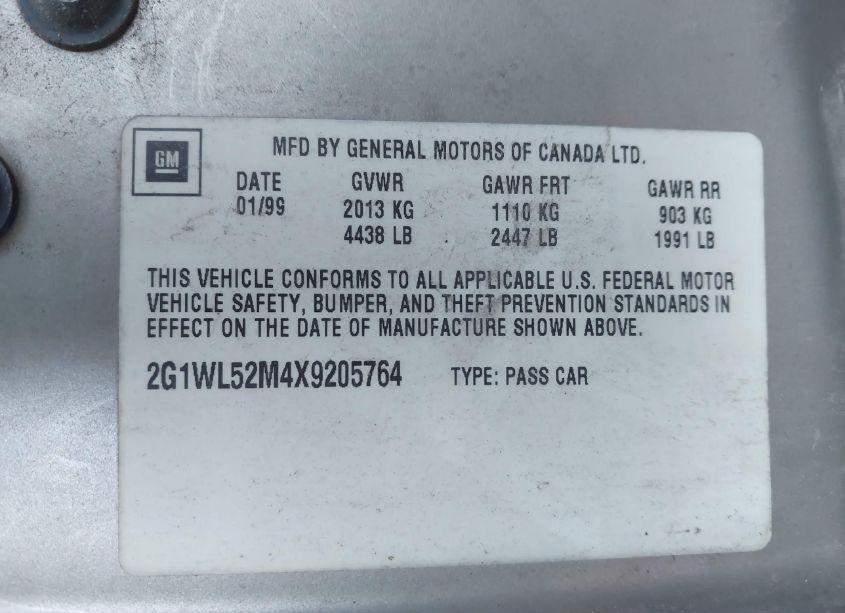 GM
MFD BY GENERAL MOTORS OF CANADA LTD.
DATE GVWR GAWR FRT GAWR RR
01/99 2013 KG 1110 KG 903 KG
4438 LB 2447 LB 1991 LB
THIS VEHICLE CONFORMS TO ALL APPLICABLE U.S. FEDERAL MOTOR
VEHICLE SAFETY, BUMPER, AND THEFT PREVENTION STANDARDS IN
EFFECT ON THE DATE OF MANUFACTURE SHOWN ABOVE.
2G1WL52M4X9205764 TYPE: PASS CAR